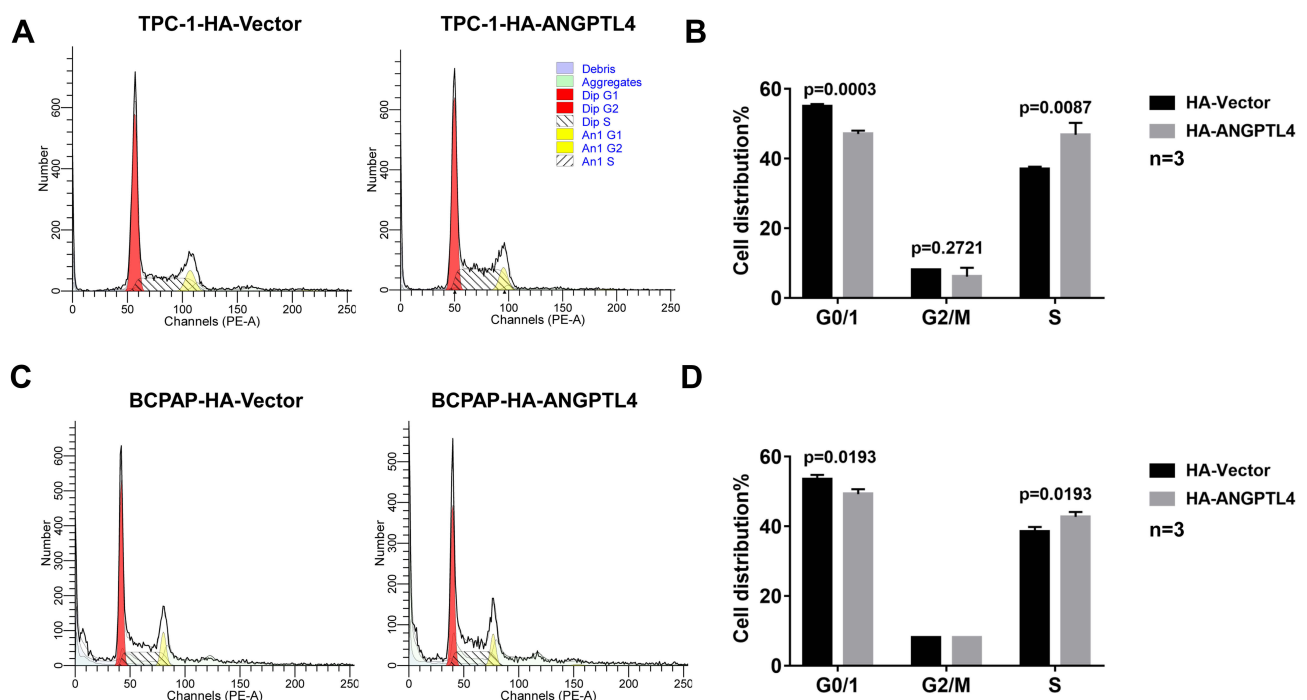 A
TPC-1-HA-Vector
TPC-1-HA-ANGPTL4
Number
0 200 400 600
0 50 100 150 200 250
Channels (PE-A)
Number
0 200 400 600
0 50 100 150 200 250
Channels (PE-A)
Debris
Aggregates
Dip G1
Dip G2
Dip S
An1 G1
An1 G2
An1 S
B
Cell distribution%
80
60
40
20
0
p=0.0003
p=0.2721
p=0.0087
G0/1 G2/M S
HA-Vector
HA-ANGPTL4
n=3
C
BCPAP-HA-Vector
BCPAP-HA-ANGPTL4
Number
0 100 200 300 400 500 600
0 50 100 150 200 250
Channels (PE-A)
Number
0 100 200 300 400 500
0 50 100 150 200 250
Channels (PE-A)
D
Cell distribution%
60
40
20
0
p=0.0193
p=0.0193
G0/1 G2/M S
HA-Vector
HA-ANGPTL4
n=3